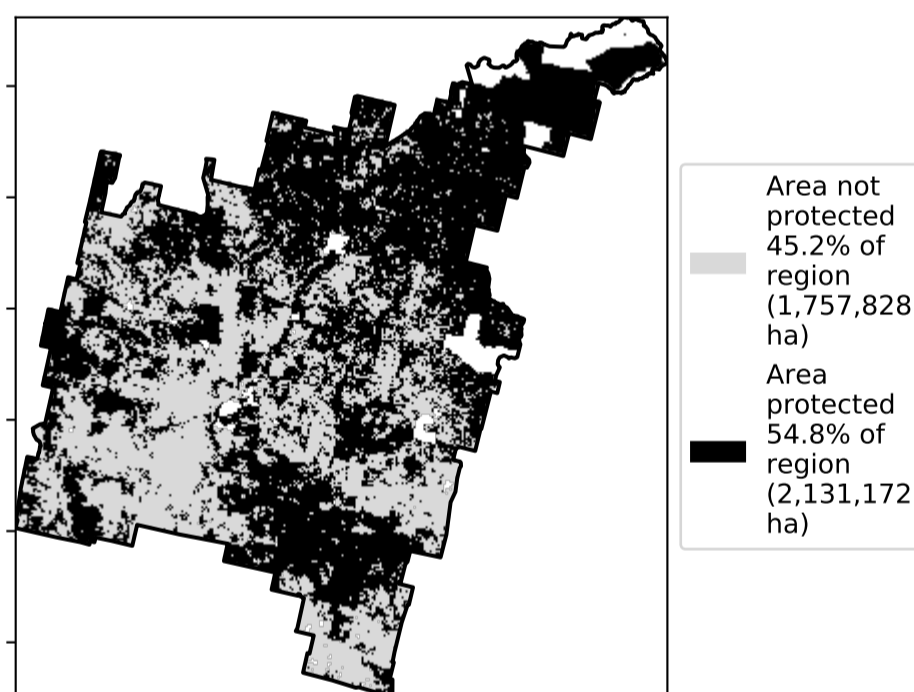 Area not
protected
45.2% of
region
(1,757,828
ha)
Area
protected
54.8% of
region
(2,131,172
ha)